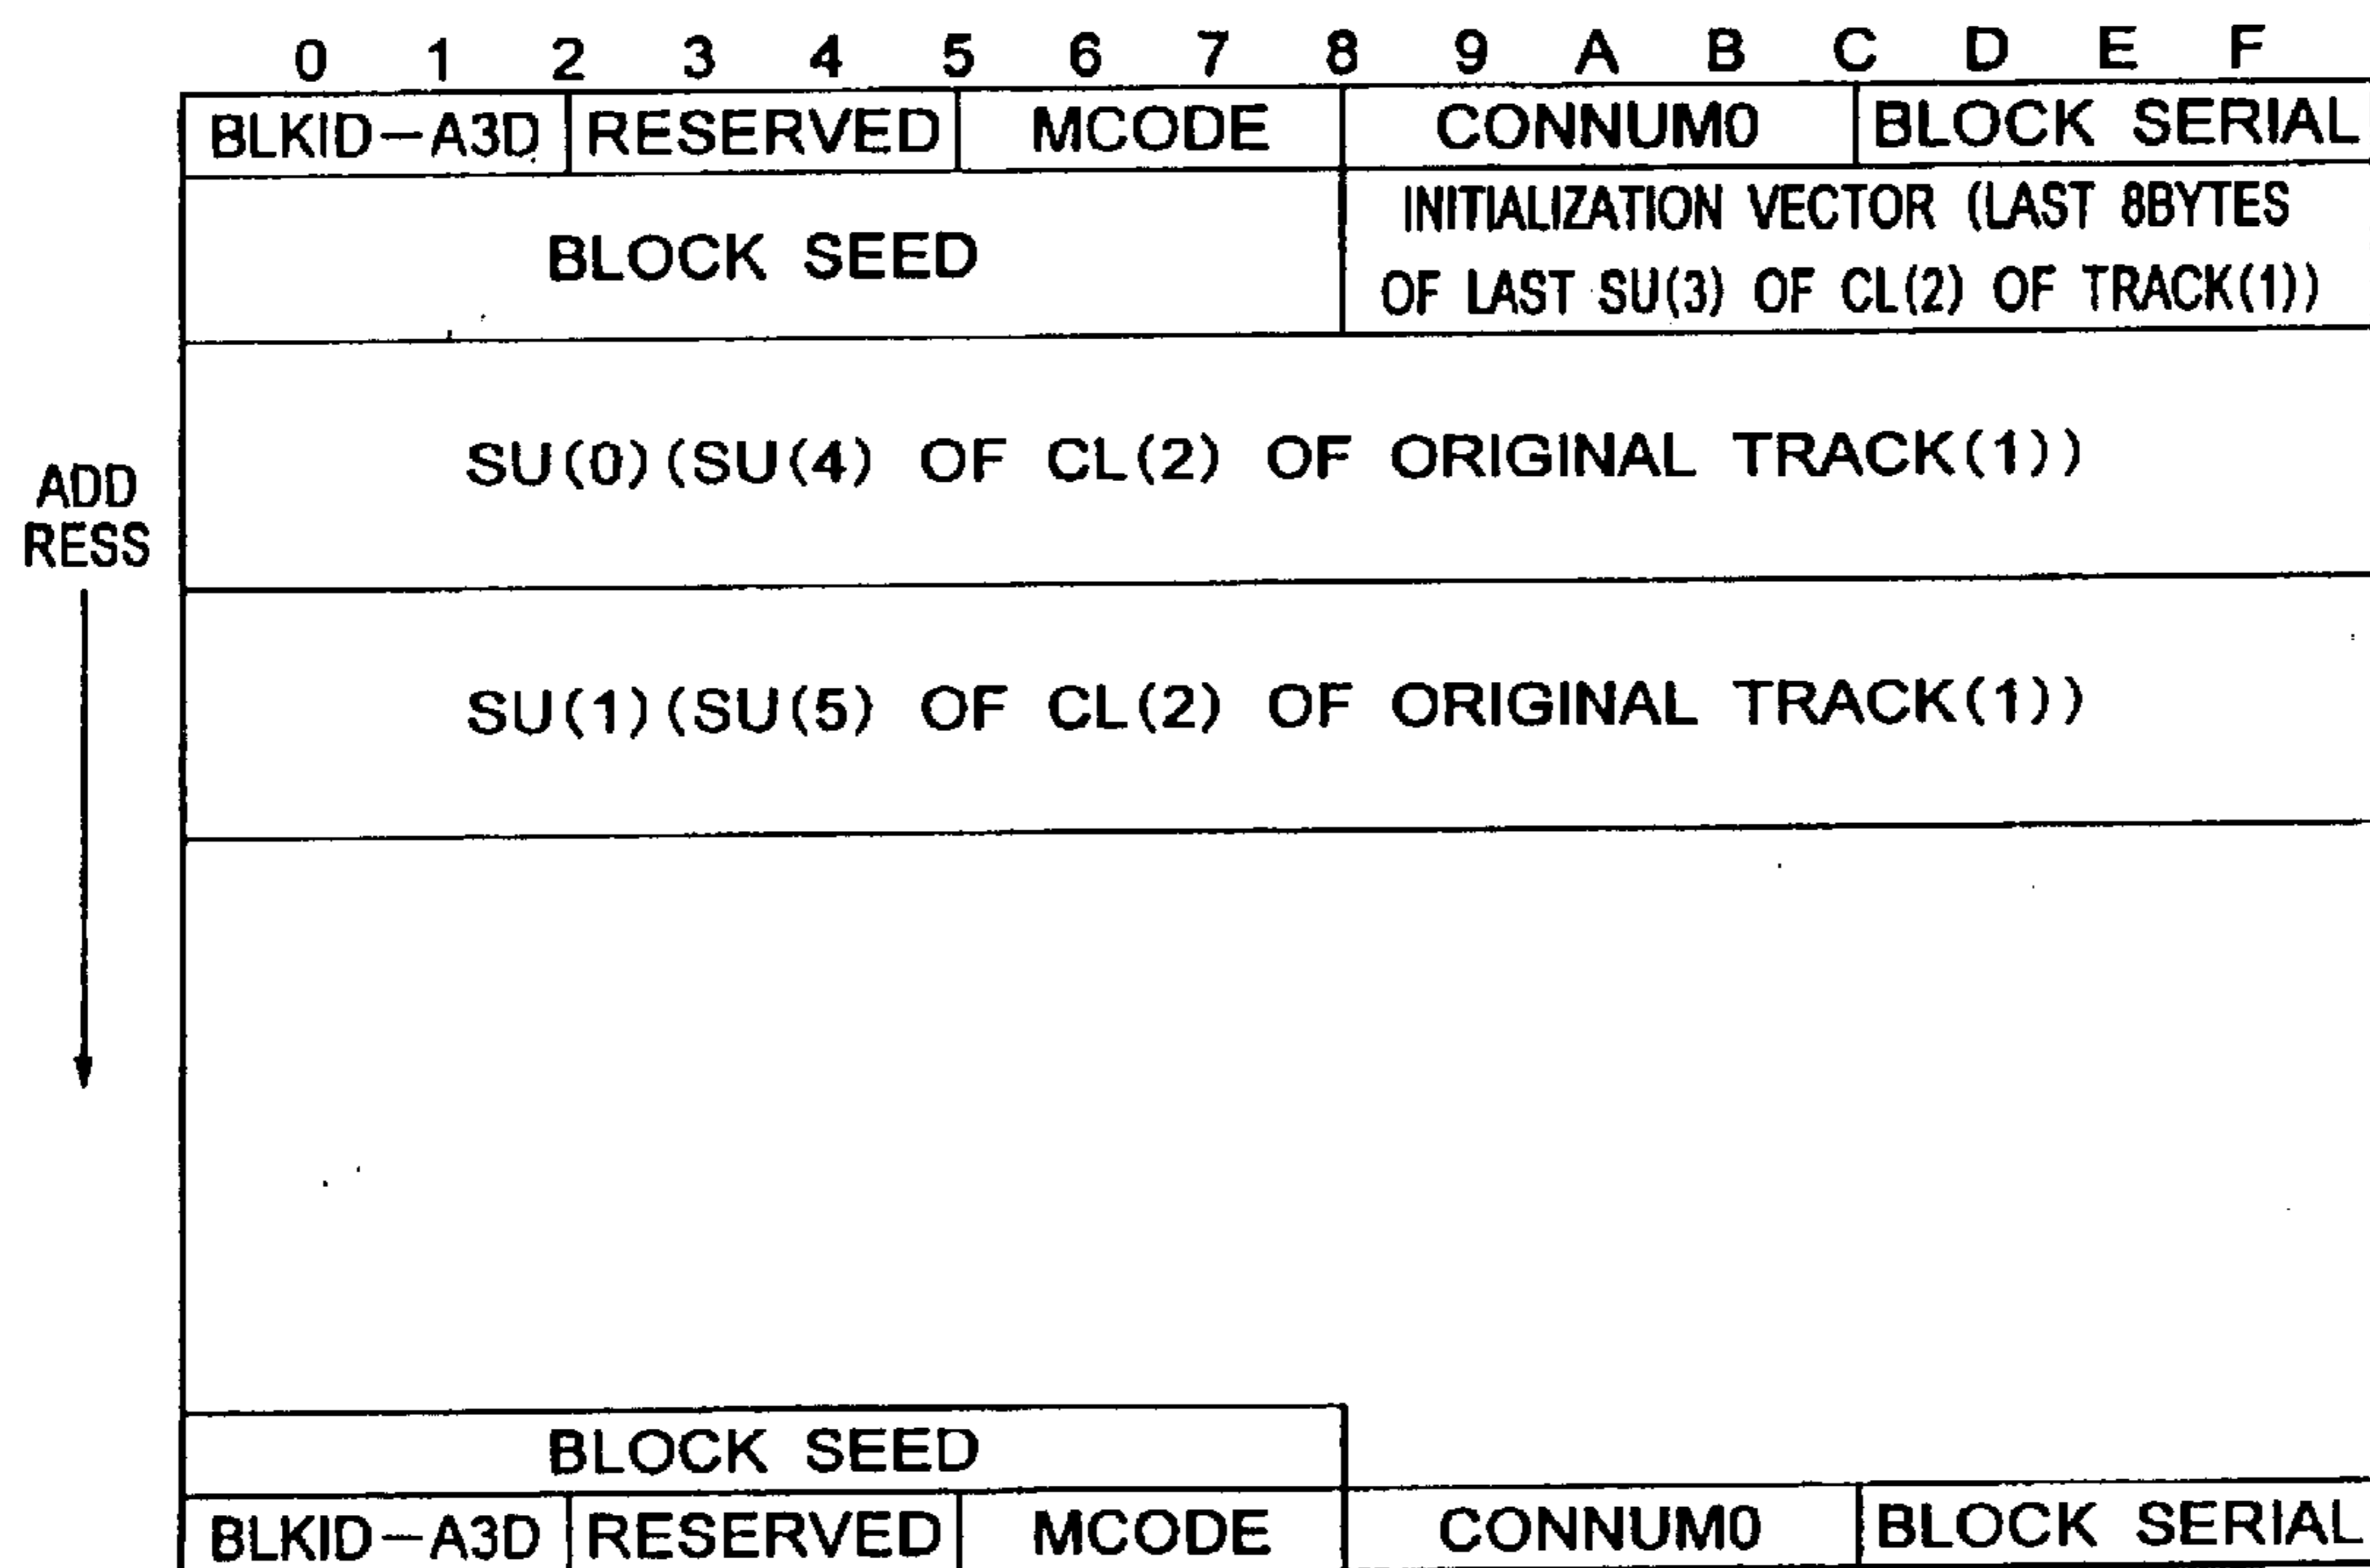 0 1 2 3 4 5 6 7 8 9 A B C D E F
BLKID-A3D RESERVED MCODE CONNUM0 BLOCK SERIAL
BLOCK SEED
INITIALIZATION VECTOR (LAST 8BYTES
OF LAST SU(3) OF CL(2) OF TRACK(1))
SU(0)(SU(4) OF CL(2) OF ORIGINAL TRACK(1))
ADD
RESS
SU(1)(SU(5) OF CL(2) OF ORIGINAL TRACK(1))
BLOCK SEED
BLKID-A3D RESERVED MCODE CONNUM0 BLOCK SERIAL